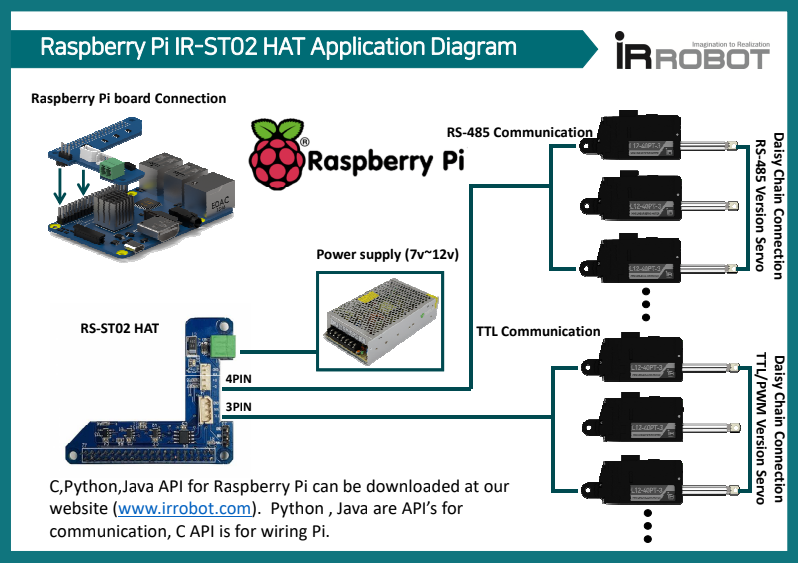 Raspberry Pi IR-ST02 HAT Application Diagram
Imagination to Realization
IRROBOT
Raspberry Pi board Connection
Raspberry Pi
®
RS-485 Communication
L12-40PT-3
L12-40PT-3
L12-40PT-3
Daisy Chain Connection
RS-485 Version Servo
EDAC
Power supply (7v~12v)
RS-ST02 HAT
4PIN
3PIN
TTL Communication
L12-40PT-3
L12-40PT-3
L12-40PT-3
Daisy Chain Connection
TTL/PWM Version Servo
C,Python,Java API for Raspberry Pi can be downloaded at our
website (www.irrobot.com).  Python , Java are API’s for
communication, C API is for wiring Pi.